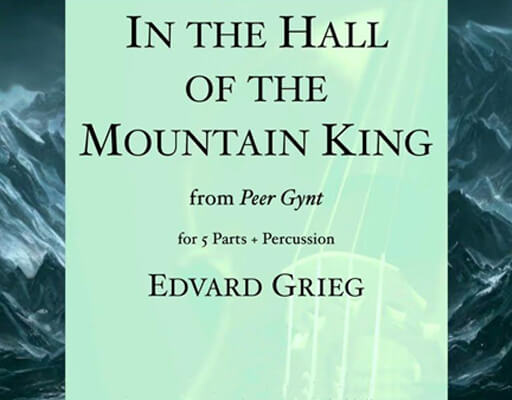 IN THE HALL
OF THE
MOUNTAIN KING
from Peer Gynt
for 5 Parts + Percussion
EDVARD GRIEG